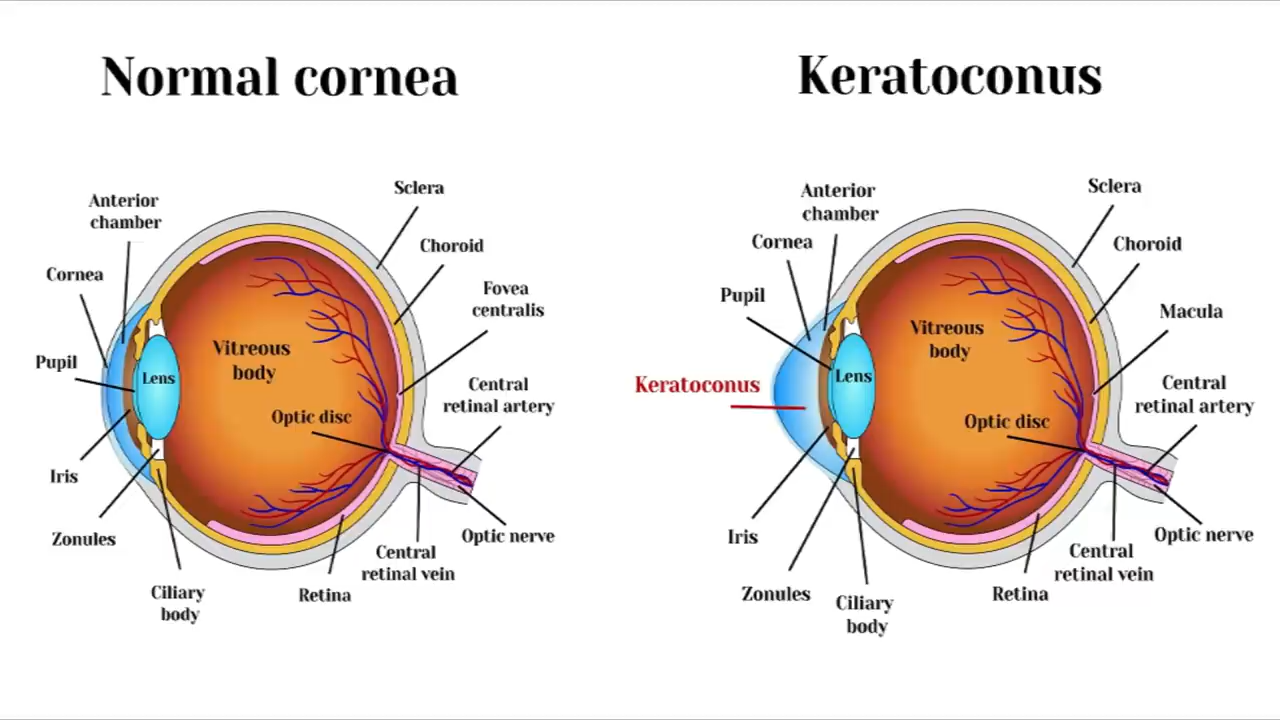 Normal cornea
Anterior
chamber
Cornea
Pupil
Iris
Zonules
Ciliary
body
Lens
Vitreous
body
Optic disc
Sclera
Choroid
Fovea
centralis
Central
retinal artery
Optic nerve
Central
retinal vein
Retina
Keratoconus
Anterior
chamber
Cornea
Pupil
Keratoconus
Iris
Zonules
Ciliary
body
Lens
Vitreous
body
Optic disc
Sclera
Choroid
Macula
Central
retinal artery
Optic nerve
Central
retinal vein
Retina